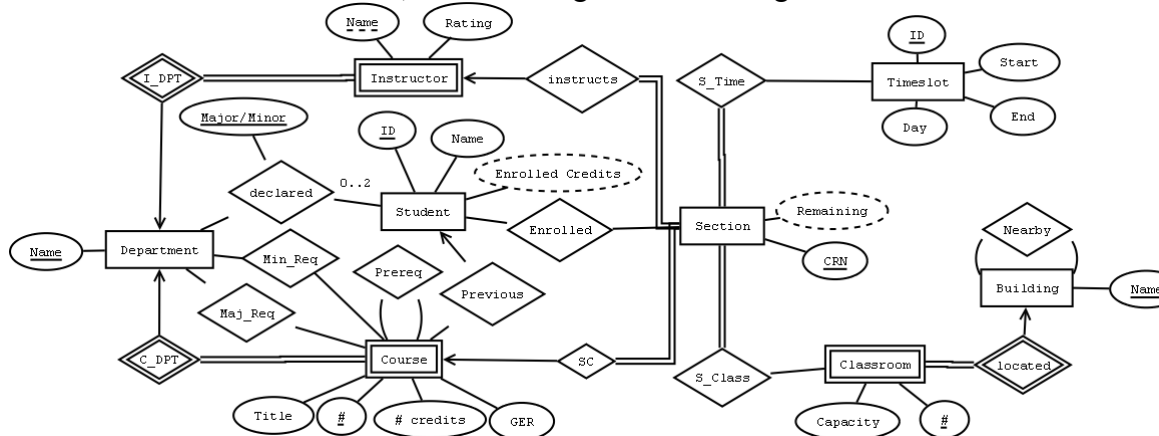 Name
Rating
I_DPT
Instructor
instructs
S_Time
ID
Timeslot
Start
End
Day
Major/Minor
ID
Name
Enrolled Credits
declared
0..2
Student
Enrolled
Section
Remaining
CRN
Nearby
Building
Name
Name
Department
Min_Req
Prereq
Previous
Maj_Req
C_DPT
Course
SC
S_Class
Classroom
located
Title
#
# credits
GER
Capacity
#